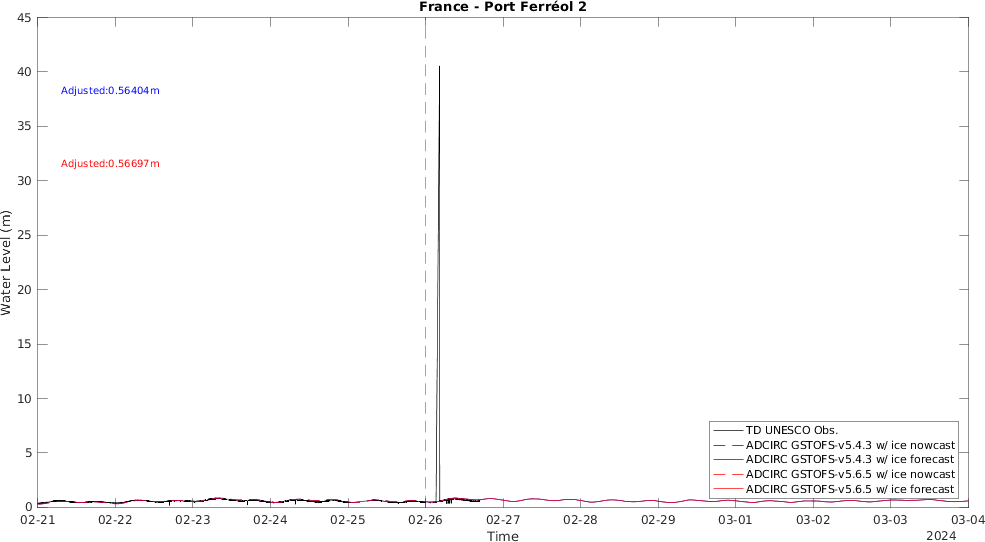 France - Port Ferréol 2
45
40
35
30
25
20
15
10
5
0
Water Level (m)
Adjusted:0.56404m
Adjusted:0.56697m
TD UNESCO Obs.
ADCIRC GSTOFS-v5.4.3 w/ ice nowcast
ADCIRC GSTOFS-v5.4.3 w/ ice forecast
ADCIRC GSTOFS-v5.6.5 w/ ice nowcast
ADCIRC GSTOFS-v5.6.5 w/ ice forecast
02-21 02-22 02-23 02-24 02-25 02-26 02-27 02-28 02-29 03-01 03-02 03-03 03-04
Time
2024